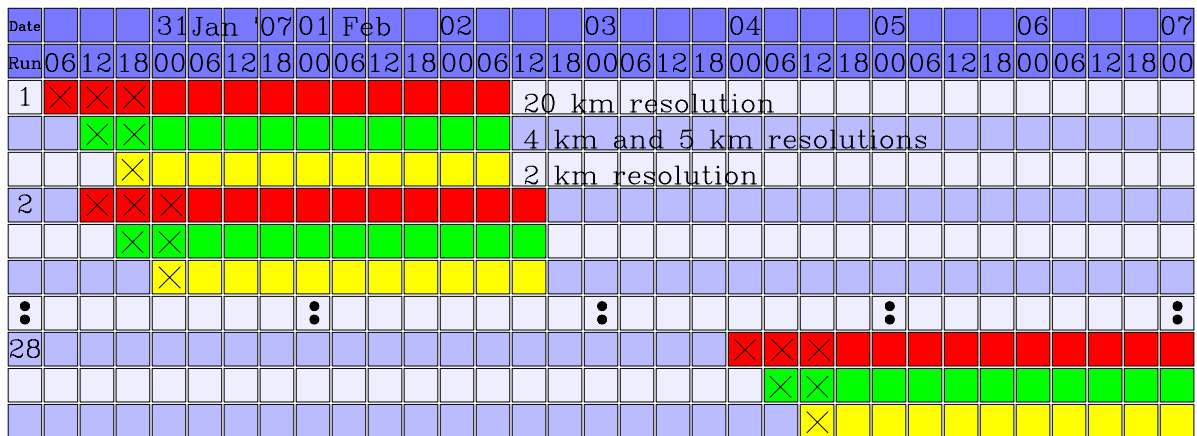 Date 31 Jan '07 01 Feb 02 03 04 05 06 07
Run 06 12 18 00 06 12 18 00 06 12 18 00 06 12 18 00 06 12 18 00 06 12 18 00 06 12 18 00 06 12 18 00
1 20 km resolution
4 km and 5 km resolutions
2 km resolution
2
28